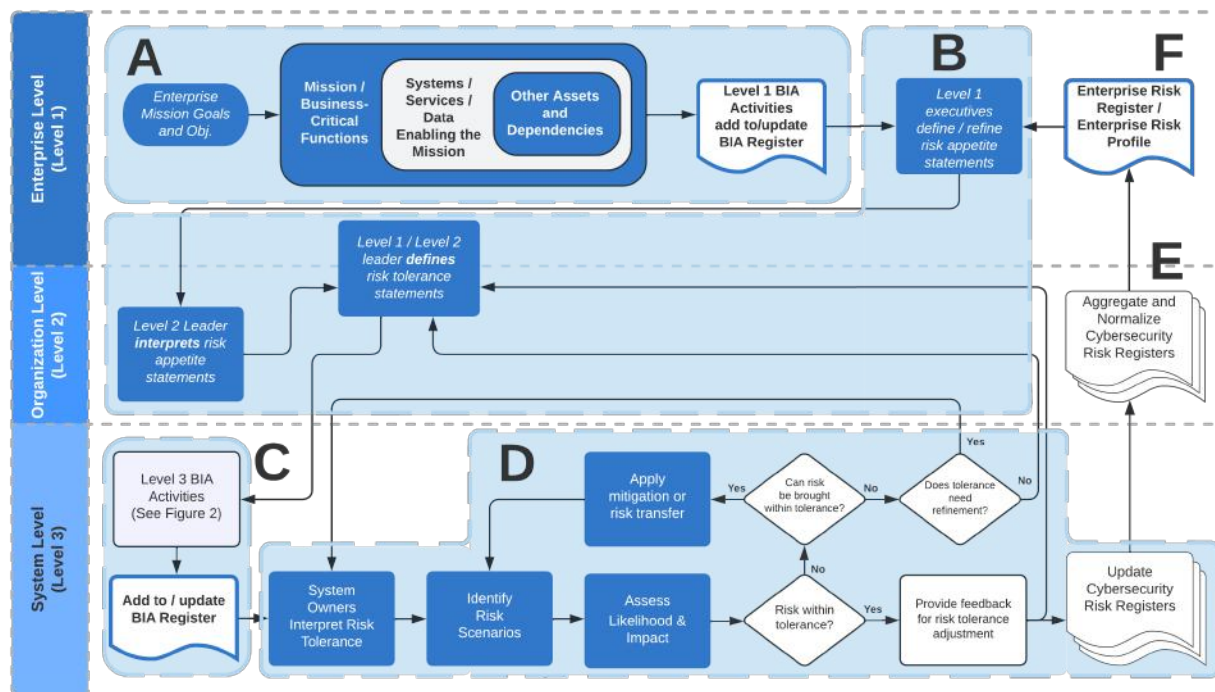 Enterprise Level
(Level 1)
A
Enterprise
Mission Goals
and Obj.
Mission /
Business-
Critical
Functions
Systems /
Services /
Data
Enabling the
Mission
Other Assets
and
Dependencies
Level 1 BIA
Activities
add to/update
BIA Register
B
Level 1
executives
define / refine
risk appetite
statements
F
Enterprise Risk
Register /
Enterprise Risk
Profile
Organization Level
(Level 2)
Level 1 / Level 2
leader defines
risk tolerance
statements
Level 2 Leader
interprets risk
appetite
statements
E
Aggregate and
Normalize
Cybersecurity
Risk Registers
System Level
(Level 3)
C
Level 3 BIA
Activities
(See Figure 2)
Add to / update
BIA Register
D
Apply
mitigation or
risk transfer
Yes
Can risk
be brought
within tolerance?
No
Does tolerance
need
refinement?
Yes
No
System
Owners
Interpret Risk
Tolerance
Identify
Risk
Scenarios
Assess
Likelihood &
Impact
No
Risk within
tolerance?
Yes
Provide feedback
for risk tolerance
adjustment
Update
Cybersecurity
Risk Registers